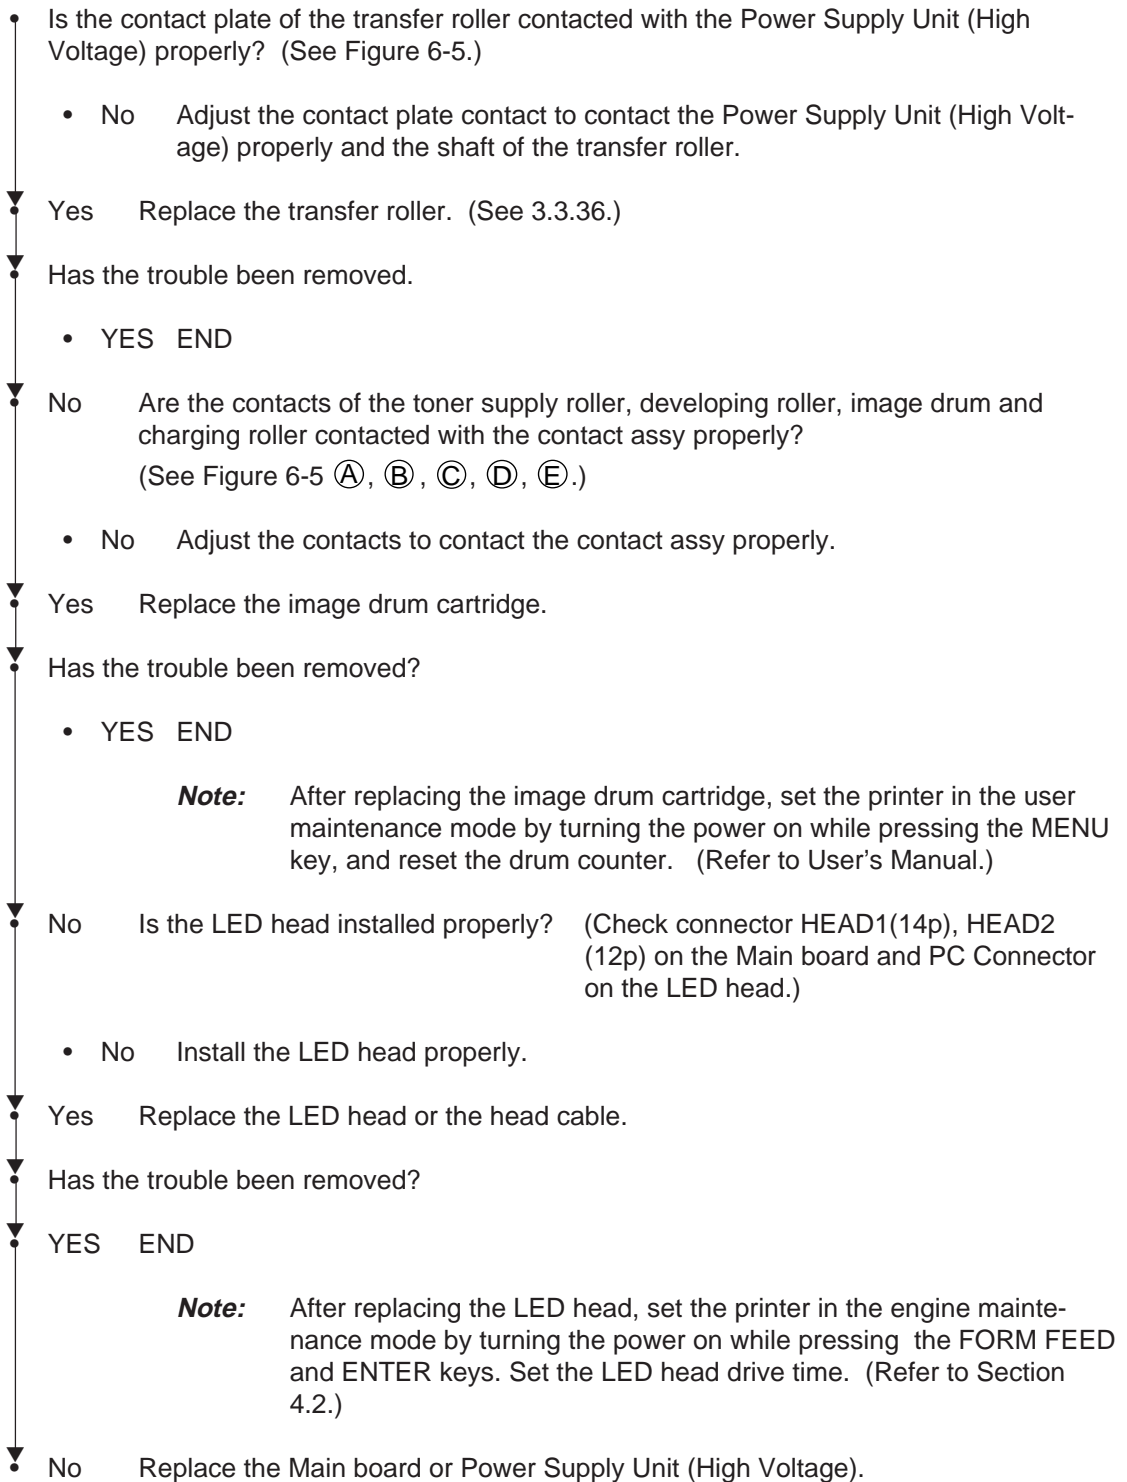 • Is the contact plate of the transfer roller contacted with the Power Supply Unit (High
Voltage) properly? (See Figure 6-5.)
• No Adjust the contact plate contact to contact the Power Supply Unit (High Volt-
age) properly and the shaft of the transfer roller.
• Yes Replace the transfer roller. (See 3.3.36.)
• Has the trouble been removed.
• YES END
• No Are the contacts of the toner supply roller, developing roller, image drum and
charging roller contacted with the contact assy properly?
(See Figure 6-5 Ⓐ, Ⓑ, Ⓒ, Ⓓ, Ⓔ.)
• No Adjust the contacts to contact the contact assy properly.
• Yes Replace the image drum cartridge.
• Has the trouble been removed?
• YES END
Note: After replacing the image drum cartridge, set the printer in the user
maintenance mode by turning the power on while pressing the MENU
key, and reset the drum counter. (Refer to User's Manual.)
• No Is the LED head installed properly? (Check connector HEAD1(14p), HEAD2
(12p) on the Main board and PC Connector
on the LED head.)
• No Install the LED head properly.
• Yes Replace the LED head or the head cable.
• Has the trouble been removed?
• YES END
Note: After replacing the LED head, set the printer in the engine mainte-
nance mode by turning the power on while pressing the FORM FEED
and ENTER keys. Set the LED head drive time. (Refer to Section
4.2.)
• No Replace the Main board or Power Supply Unit (High Voltage).